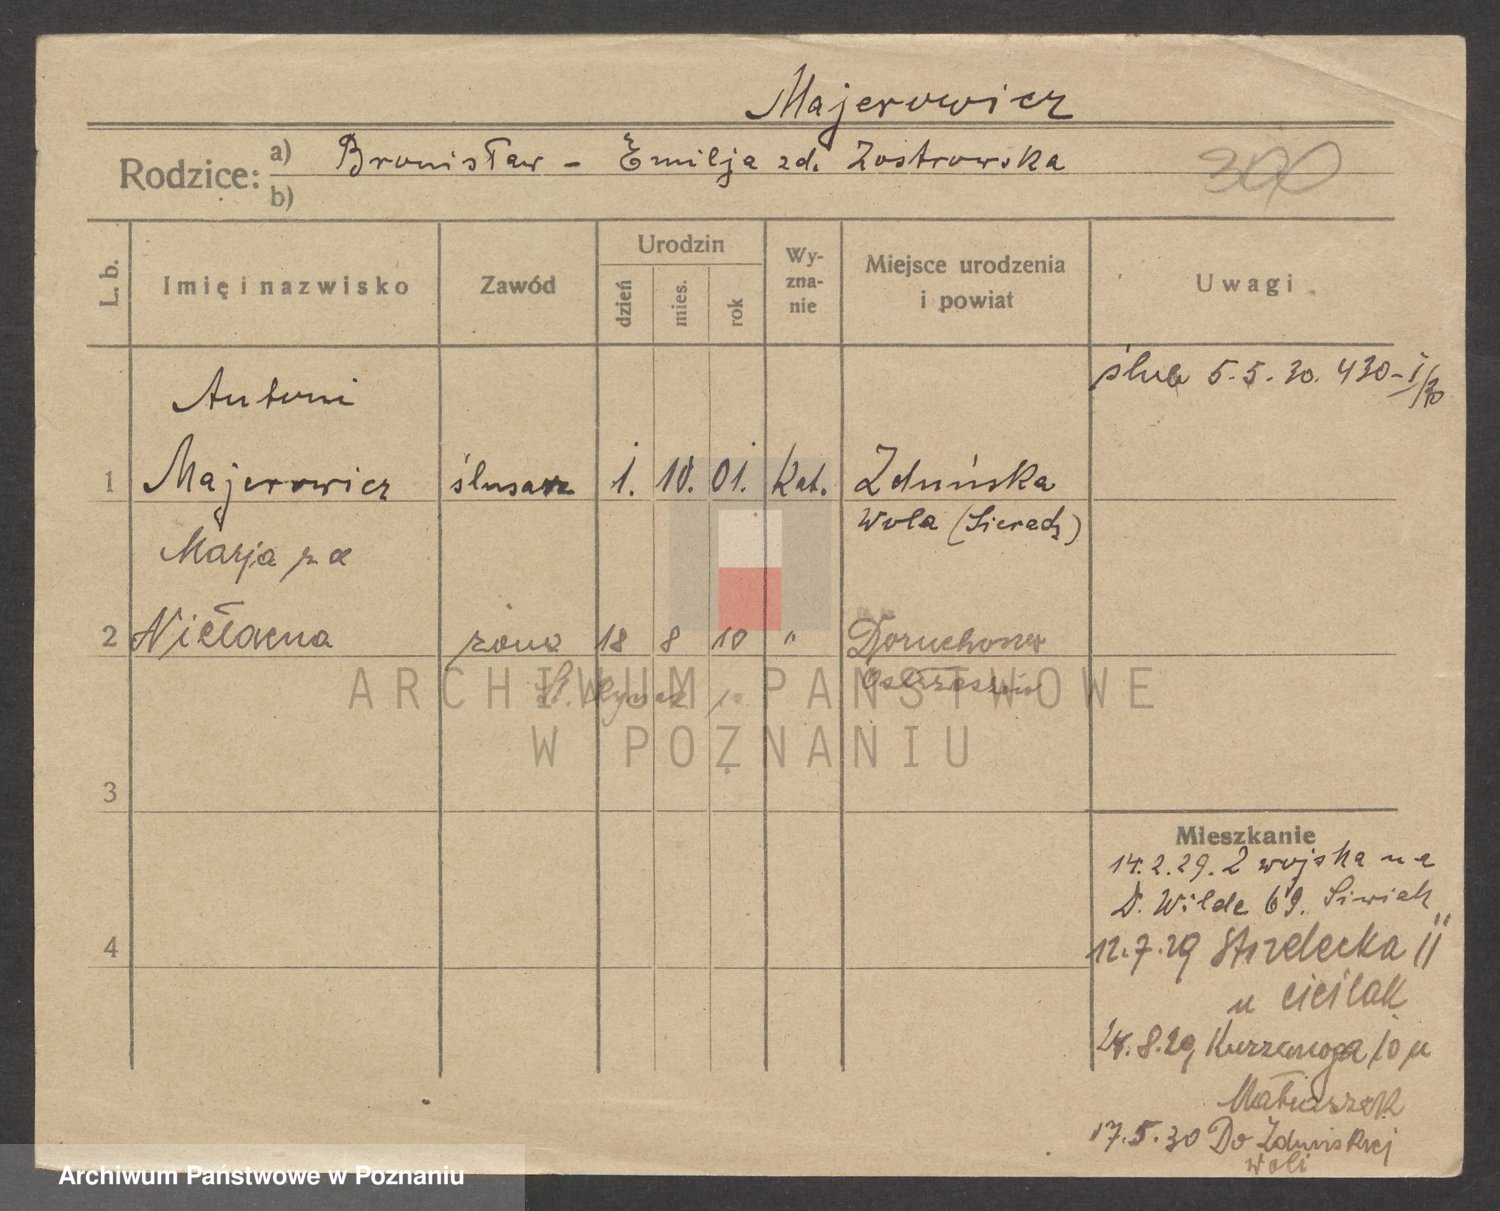 Majerowicz
Rodzice: a) Bronisław - Emilja zd. Zostrowska
b)
300
L. b.
Imię i nazwisko
Zawód
Urodzin
dzień
mies.
rok
Wy-
zna-
nie
Miejsce urodzenia
i powiat
Uwagi
ślub 5.5.30. 430-I/30
Antoni
1 Majerowicz ślusarz 1. 10. 01. Kat. Zduńska
Wola (Sieradz)
Marja z d
2 żona 18 8 10 " Doruchowo
Ostrzeszów
ARCHIWUM PAŃSTWOWE
W POZNANIU
3
4
Mieszkanie
14.2.29. Z wojska na
D. Wilde 69. Siwiak
12.7.29 Strzelecka 11
u Cieślak
24.8.29 Kurzanoga 10 u
Matuszak
17.5.30 Do Zduńskiej
Woli
Archiwum Państwowe w Poznaniu